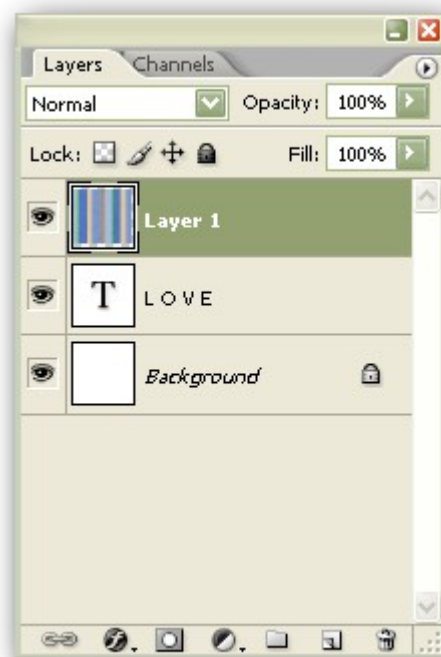 Layers Channels
Normal Opacity: 100%
Lock: Fill: 100%
Layer 1
T L O V E
Background